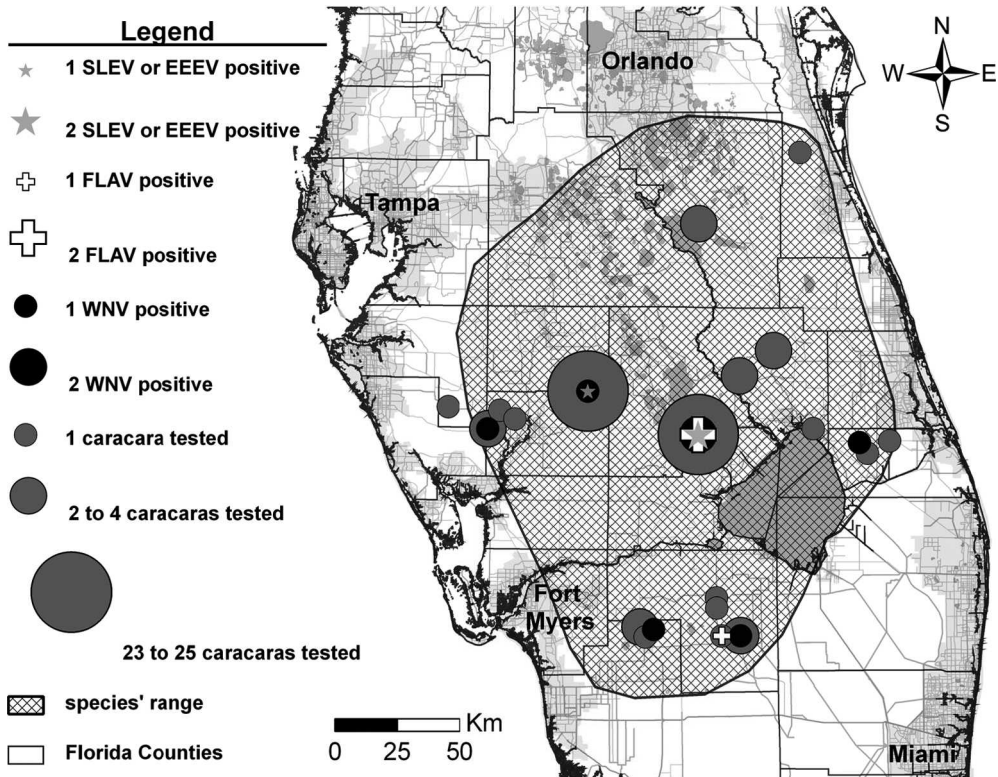 Legend
1 SLEV or EEEV positive
2 SLEV or EEEV positive
1 FLAV positive
2 FLAV positive
1 WNV positive
2 WNV positive
1 caracara tested
2 to 4 caracaras tested
23 to 25 caracaras tested
species' range
Florida Counties
Orlando
N
W E
S
Tampa
Fort
Myers
Miami
Km
0 25 50